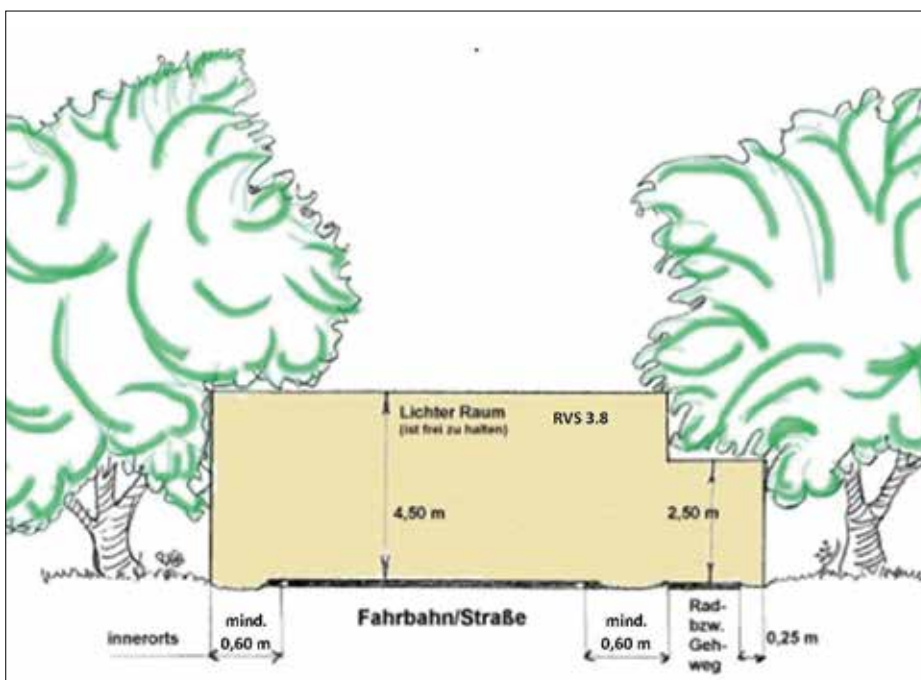 Lichter Raum
(ist frei zu halten)
RVS 3.8
4,50 m
2,50 m
innerorts
mind.
0,60 m
Fahrbahn/Straße
mind.
0,60 m
Rad-
bzw.
Geh-
weg
0,25 m